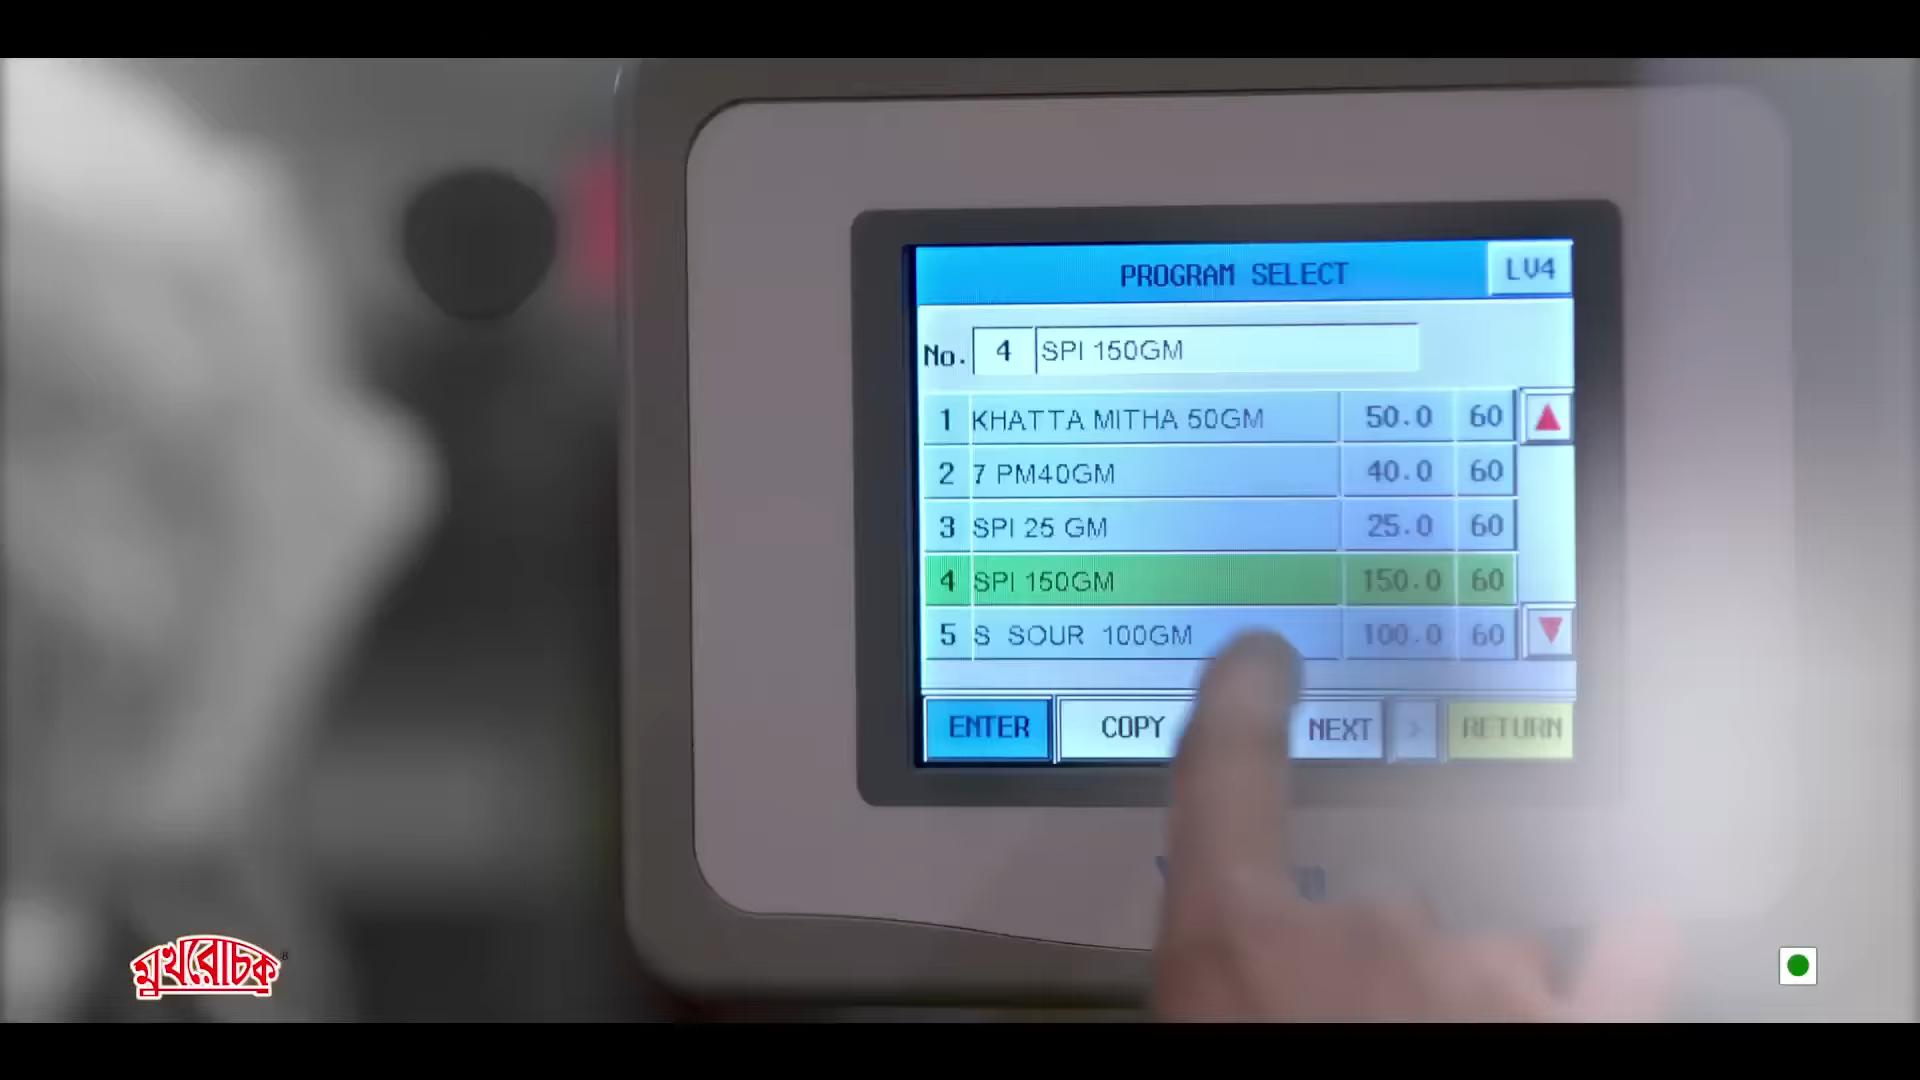 PROGRAM SELECT
LV4
No. 4 SPI 150GM
1 KHATTA MITHA 50GM 50.0 60
2 7 PM40GM 40.0 60
3 SPI 25 GM 25.0 60
4 SPI 150GM 150.0 60
5 S SOUR 100GM 100.0 60
ENTER COPY NEXT > RETURN
মুখরোচক